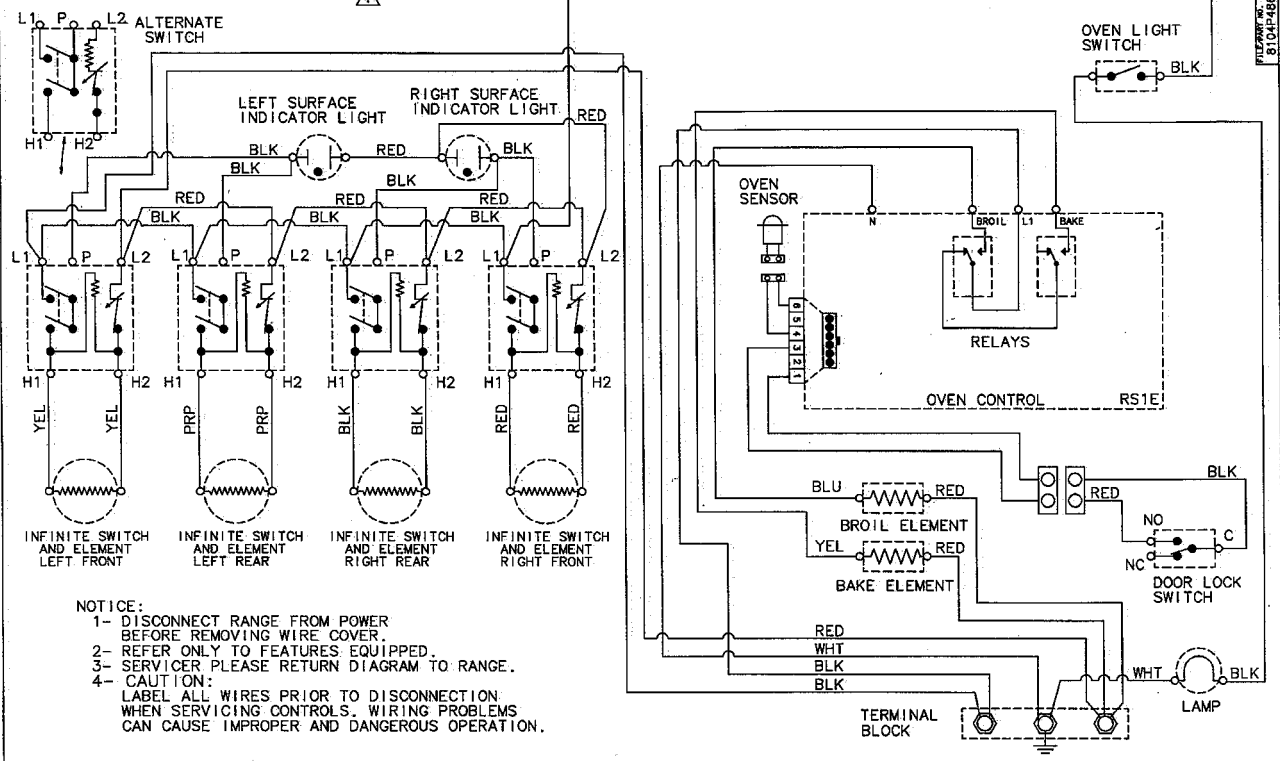 L1 P L2 ALTERNATE
SWITCH
H1 H2
LEFT SURFACE
INDICATOR LIGHT
RIGHT SURFACE
INDICATOR LIGHT
RED
BLK RED BLK
BLK BLK
RED RED RED
BLK BLK BLK
L1 P L2 L1 P L2 L1 P L2 L1 P L2
H1 H2 H1 H2 H1 H2 H1 H2
YEL YEL PRP PRP BLK BLK RED RED
INFINITE SWITCH
AND ELEMENT
LEFT FRONT
INFINITE SWITCH
AND ELEMENT
LEFT REAR
INFINITE SWITCH
AND ELEMENT
RIGHT REAR
INFINITE SWITCH
AND ELEMENT
RIGHT FRONT
NOTICE:
1- DISCONNECT RANGE FROM POWER
BEFORE REMOVING WIRE COVER.
2- REFER ONLY TO FEATURES EQUIPPED.
3- SERVICER PLEASE RETURN DIAGRAM TO RANGE.
4- CAUTION:
LABEL ALL WIRES PRIOR TO DISCONNECTION
WHEN SERVICING CONTROLS. WIRING PROBLEMS
CAN CAUSE IMPROPER AND DANGEROUS OPERATION.
OVEN LIGHT
SWITCH
BLK
OVEN
SENSOR
N BROIL L1 BAKE
RELAYS
6
5
4
3
2
1
OVEN CONTROL RS1E
BLU RED
BROIL ELEMENT
YEL RED
BAKE ELEMENT
BLK
RED
NO
C
NC
DOOR LOCK
SWITCH
RED
WHT
BLK
BLK
WHT BLK
LAMP
TERMINAL
BLOCK